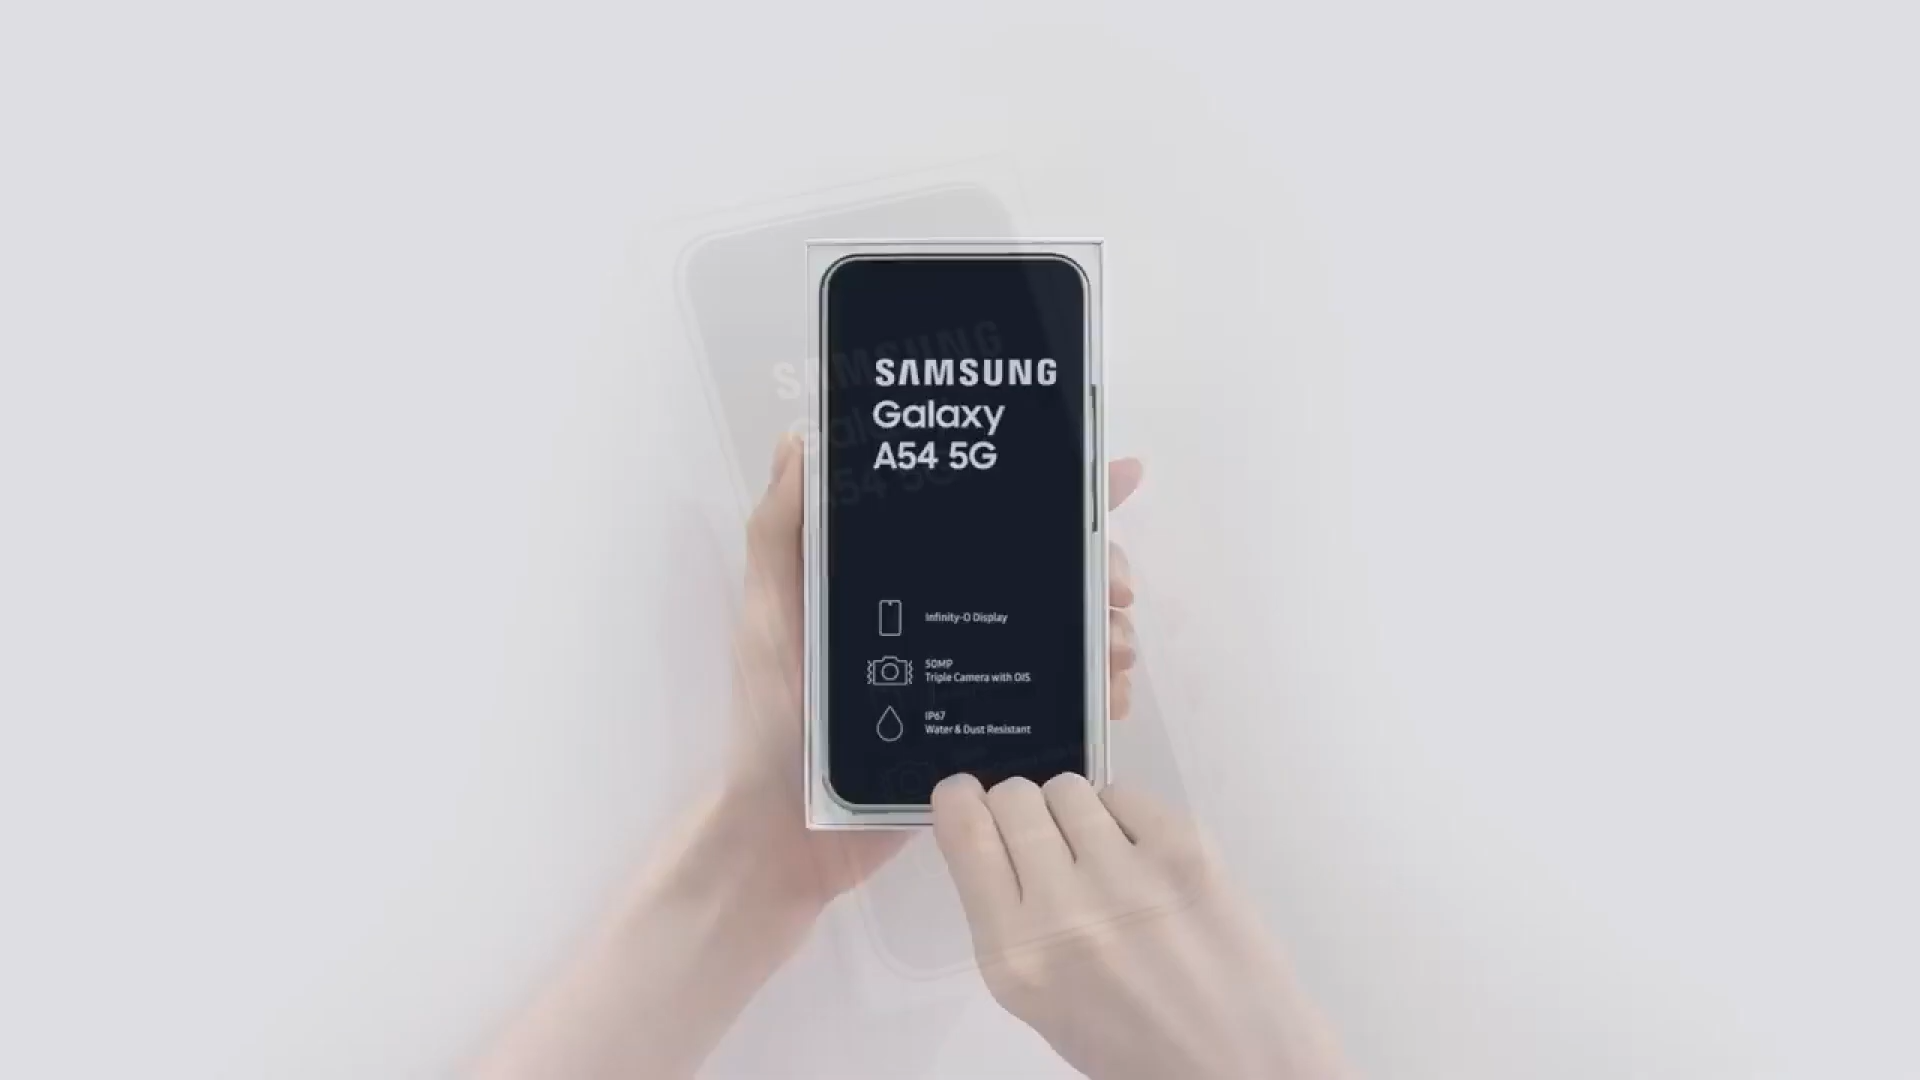 SAMSUNG
Galaxy
A54 5G
Infinity-O Display
50MP
Triple Camera with OIS
IP67
Water & Dust Resistant